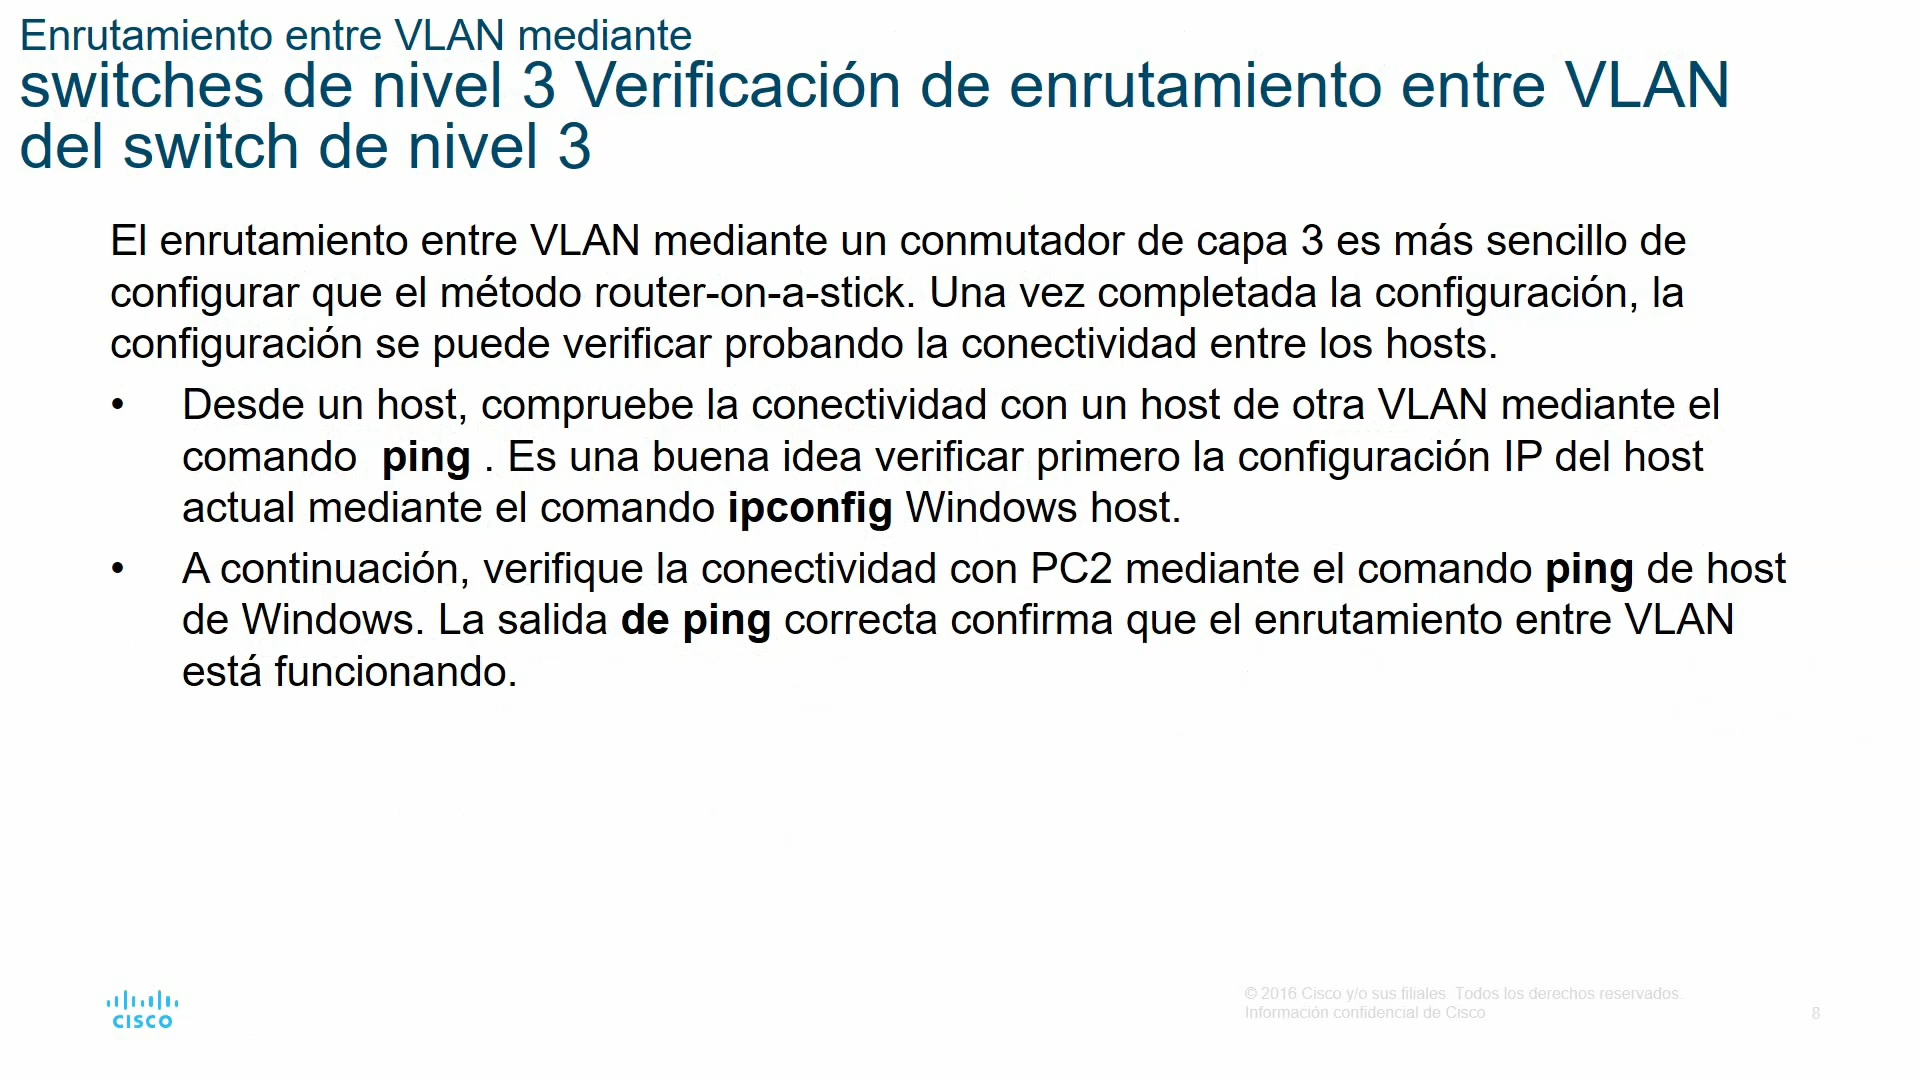 Enrutamiento entre VLAN mediante
switches de nivel 3 Verificación de enrutamiento entre VLAN
del switch de nivel 3
El enrutamiento entre VLAN mediante un conmutador de capa 3 es más sencillo de
configurar que el método router-on-a-stick. Una vez completada la configuración, la
configuración se puede verificar probando la conectividad entre los hosts.
• Desde un host, compruebe la conectividad con un host de otra VLAN mediante el
comando ping . Es una buena idea verificar primero la configuración IP del host
actual mediante el comando ipconfig Windows host.
• A continuación, verifique la conectividad con PC2 mediante el comando ping de host
de Windows. La salida de ping correcta confirma que el enrutamiento entre VLAN
está funcionando.
CISCO
© 2016 Cisco y/o sus filiales. Todos los derechos reservados.
Información confidencial de Cisco
8